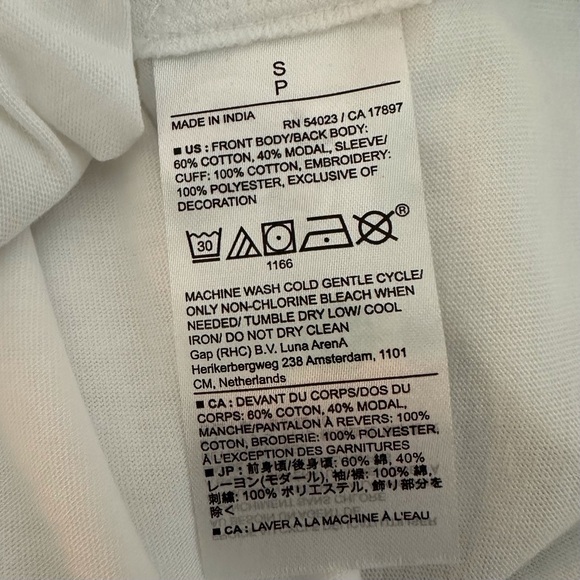 S
P
MADE IN INDIA RN 54023 / CA 17897
■ US : FRONT BODY/BACK BODY:
60% COTTON, 40% MODAL, SLEEVE/
CUFF: 100% COTTON, EMBROIDERY:
100% POLYESTER, EXCLUSIVE OF
DECORATION
30
®
1166
MACHINE WASH COLD GENTLE CYCLE/
ONLY NON-CHLORINE BLEACH WHEN
NEEDED/ TUMBLE DRY LOW/ COOL
IRON/ DO NOT DRY CLEAN
Gap (RHC) B.V. Luna ArenA
Herikerbergweg 238 Amsterdam, 1101
CM, Netherlands
■ CA : DEVANT DU CORPS/DOS DU
CORPS: 60% COTON, 40% MODAL,
MANCHE/PANTALON À REVERS: 100%
COTON, BRODERIE: 100% POLYESTER,
À L'EXCEPTION DES GARNITURES
■ JP : 前身頃/後身頃: 60% 綿, 40%
レーヨン(モダール), 袖/裾: 100% 綿,
刺繍: 100% ポリエステル, 飾り部分を
除く
■ CA : LAVER À LA MACHINE À L'EAU